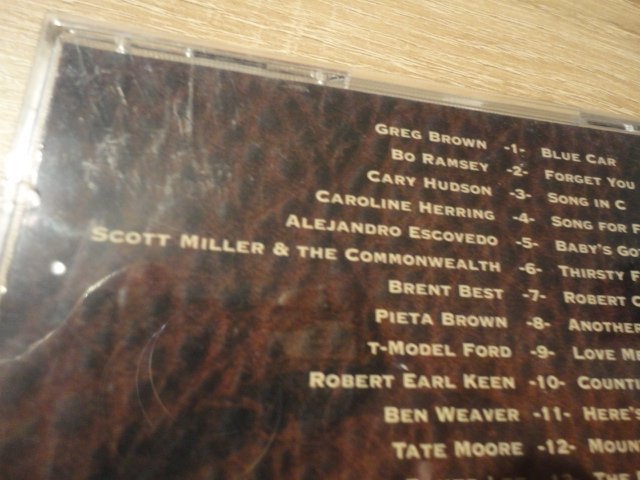 Greg Brown -1- Blue Car
Bo Ramsey -2- Forget You
Cary Hudson -3- Song in C
Caroline Herring -4- Song for F
Alejandro Escovedo -5- Baby's Go
Scott Miller & the Commonwealth -6- Thirsty F
Brent Best -7- Robert
Pieta Brown -8- Another
T-Model Ford -9- Love Me
Robert Earl Keen -10- Count
Ben Weaver -11- Here's
Tate Moore -12- Moun